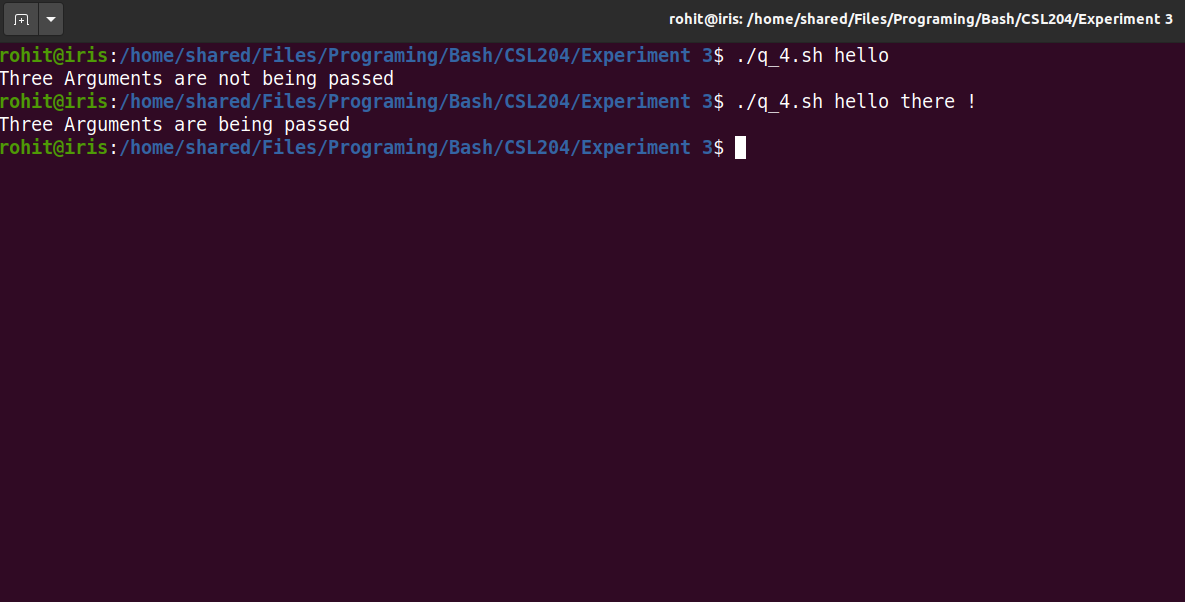 rohit@iris: /home/shared/Files/Programing/Bash/CSL204/Experiment 3
rohit@iris:/home/shared/Files/Programing/Bash/CSL204/Experiment 3$ ./q_4.sh hello
Three Arguments are not being passed
rohit@iris:/home/shared/Files/Programing/Bash/CSL204/Experiment 3$ ./q_4.sh hello there !
Three Arguments are being passed
rohit@iris:/home/shared/Files/Programing/Bash/CSL204/Experiment 3$